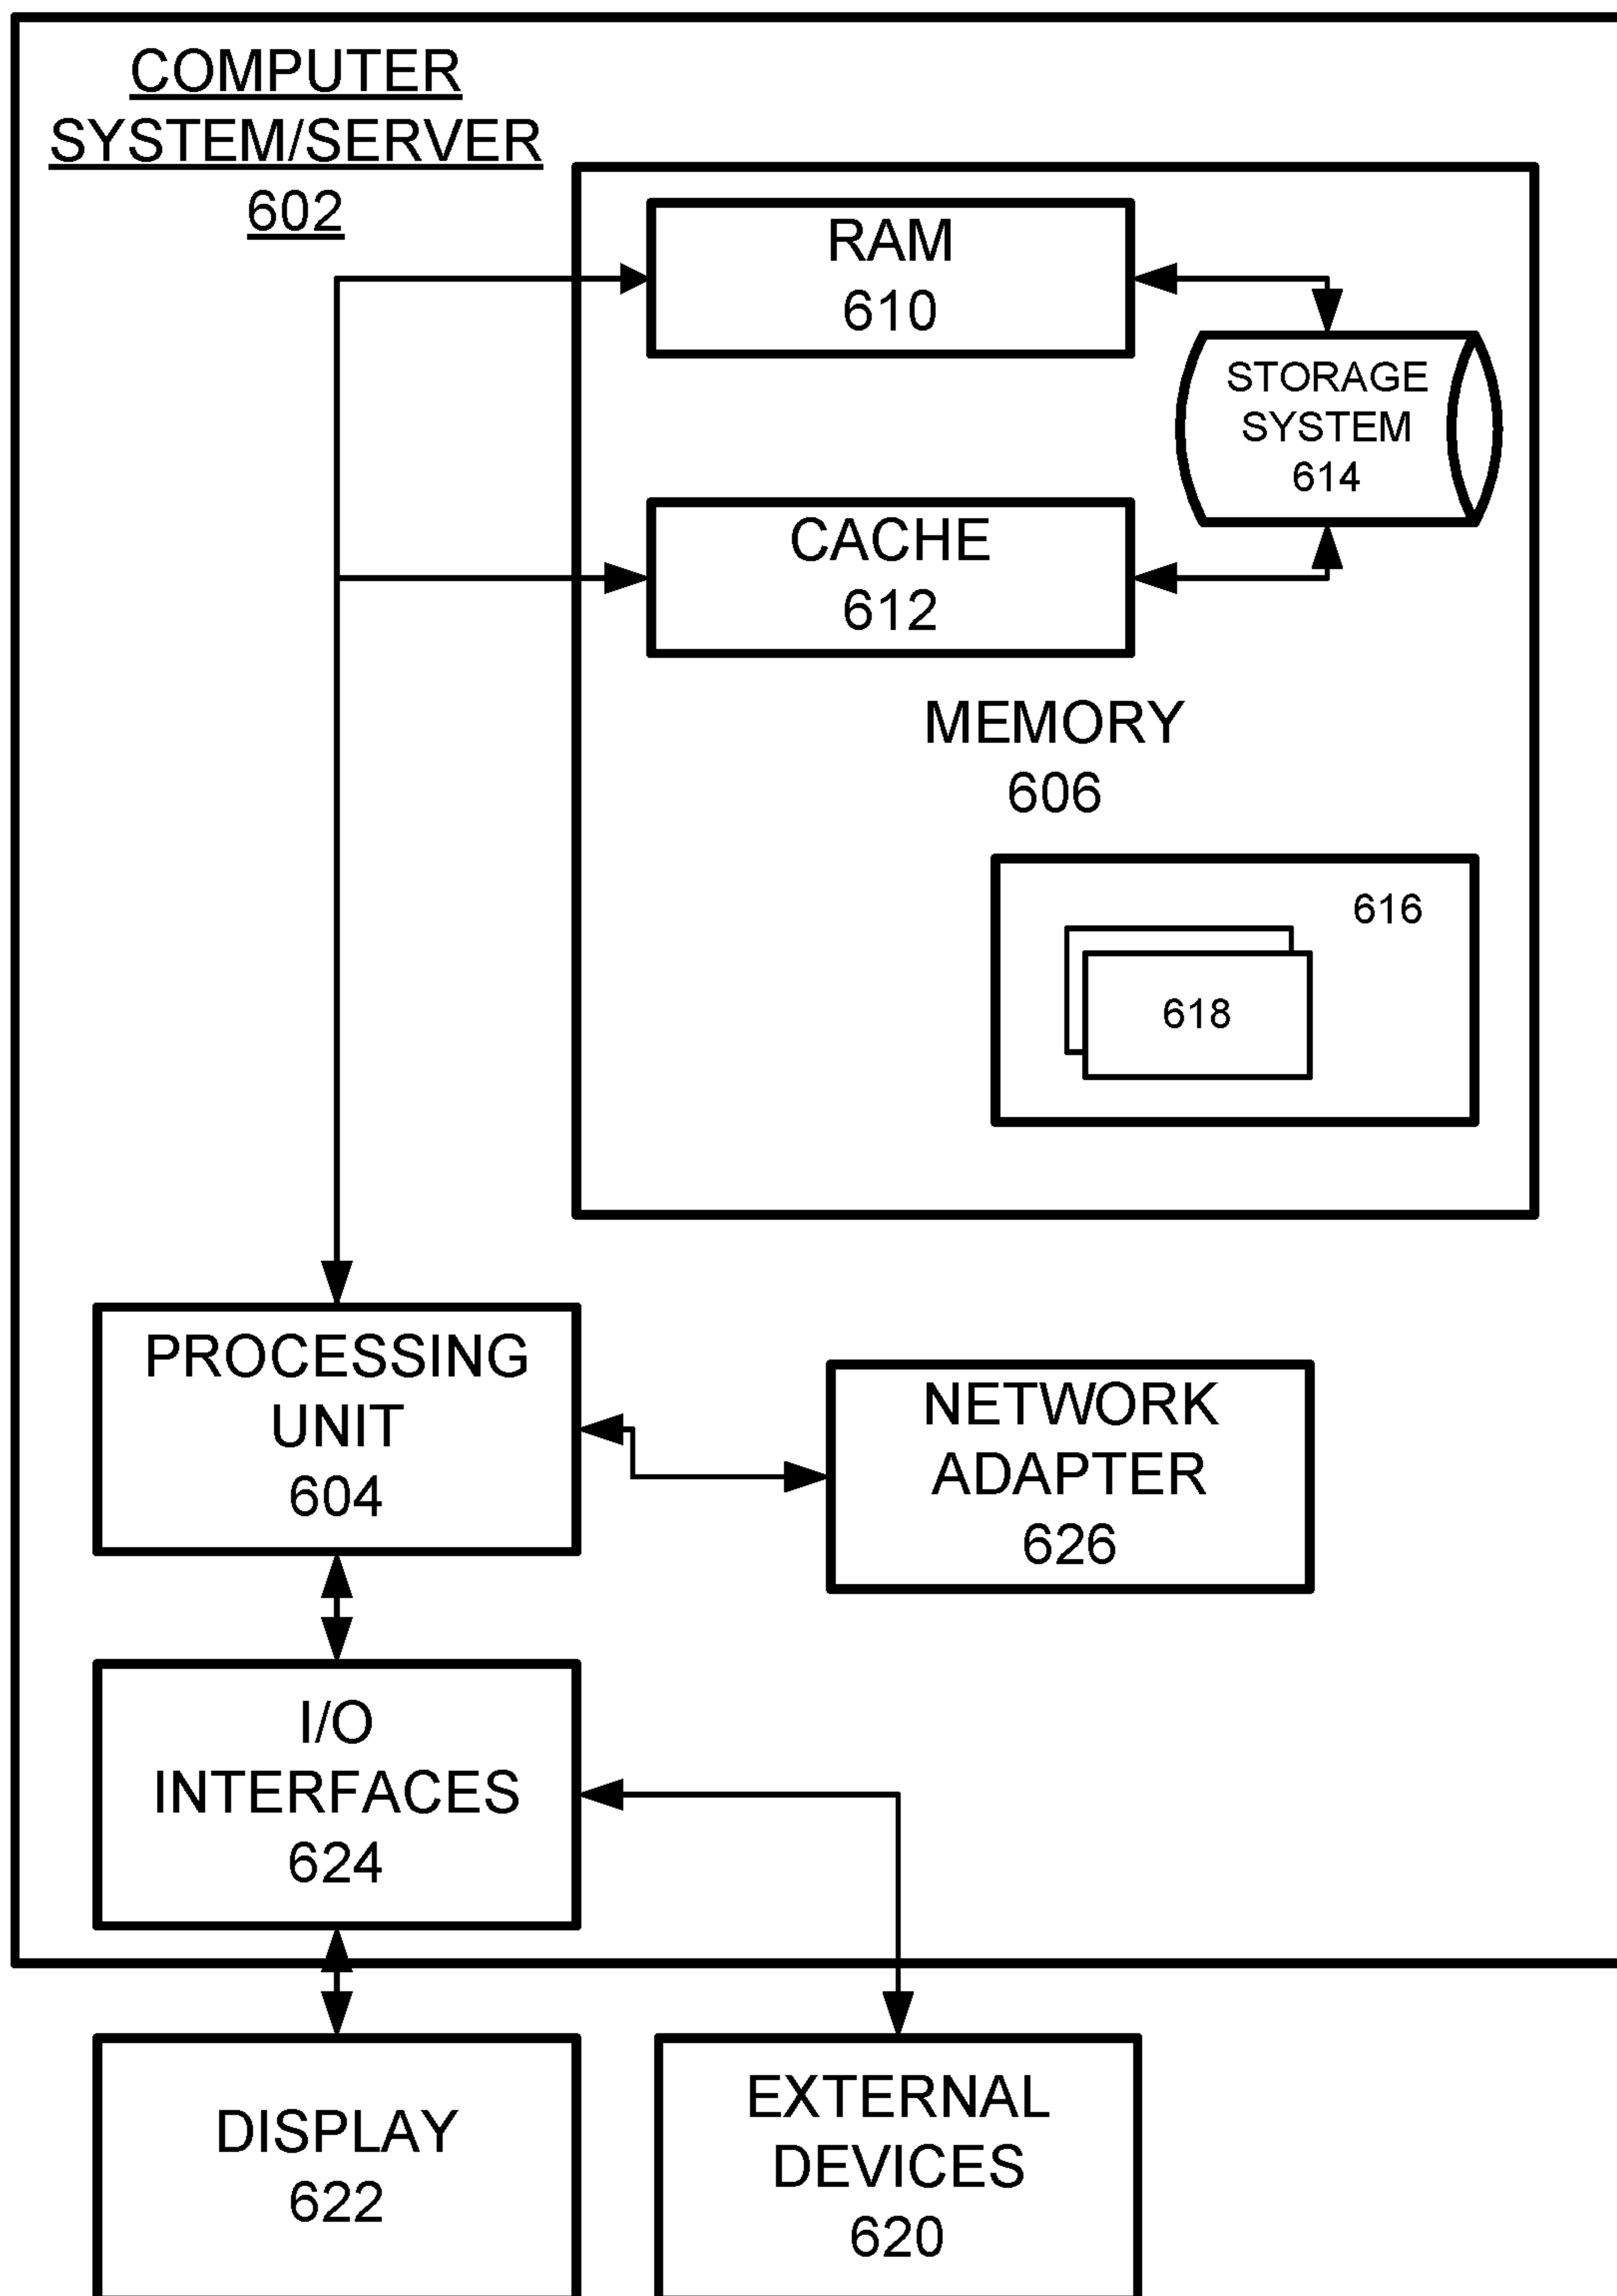 COMPUTER
SYSTEM/SERVER
602
RAM
610
STORAGE
SYSTEM
614
CACHE
612
MEMORY
606
616
618
PROCESSING
UNIT
604
NETWORK
ADAPTER
626
I/O
INTERFACES
624
DISPLAY
622
EXTERNAL
DEVICES
620